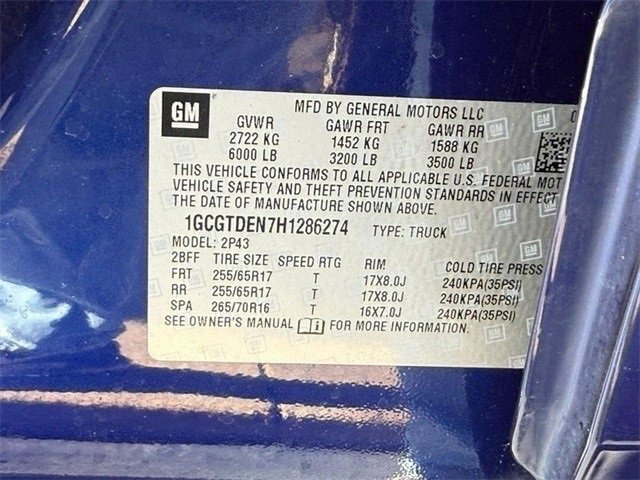 GM
MFD BY GENERAL MOTORS LLC
GVWR GAWR FRT GAWR RR
2722 KG 1452 KG 1588 KG
6000 LB 3200 LB 3500 LB
THIS VEHICLE CONFORMS TO ALL APPLICABLE U.S. FEDERAL MOT
VEHICLE SAFETY AND THEFT PREVENTION STANDARDS IN EFFECT
THE DATE OF MANUFACTURE SHOWN ABOVE.
1GCGTDEN7H1286274 TYPE: TRUCK
MODEL: 2P43
2BFF TIRE SIZE SPEED RTG RIM COLD TIRE PRESS
FRT 255/65R17 T 17X8.0J 240KPA(35PSI)
RR 255/65R17 T 17X8.0J 240KPA(35PSI)
SPA 265/70R16 T 16X7.0J 240KPA(35PSI)
SEE OWNER'S MANUAL FOR MORE INFORMATION.